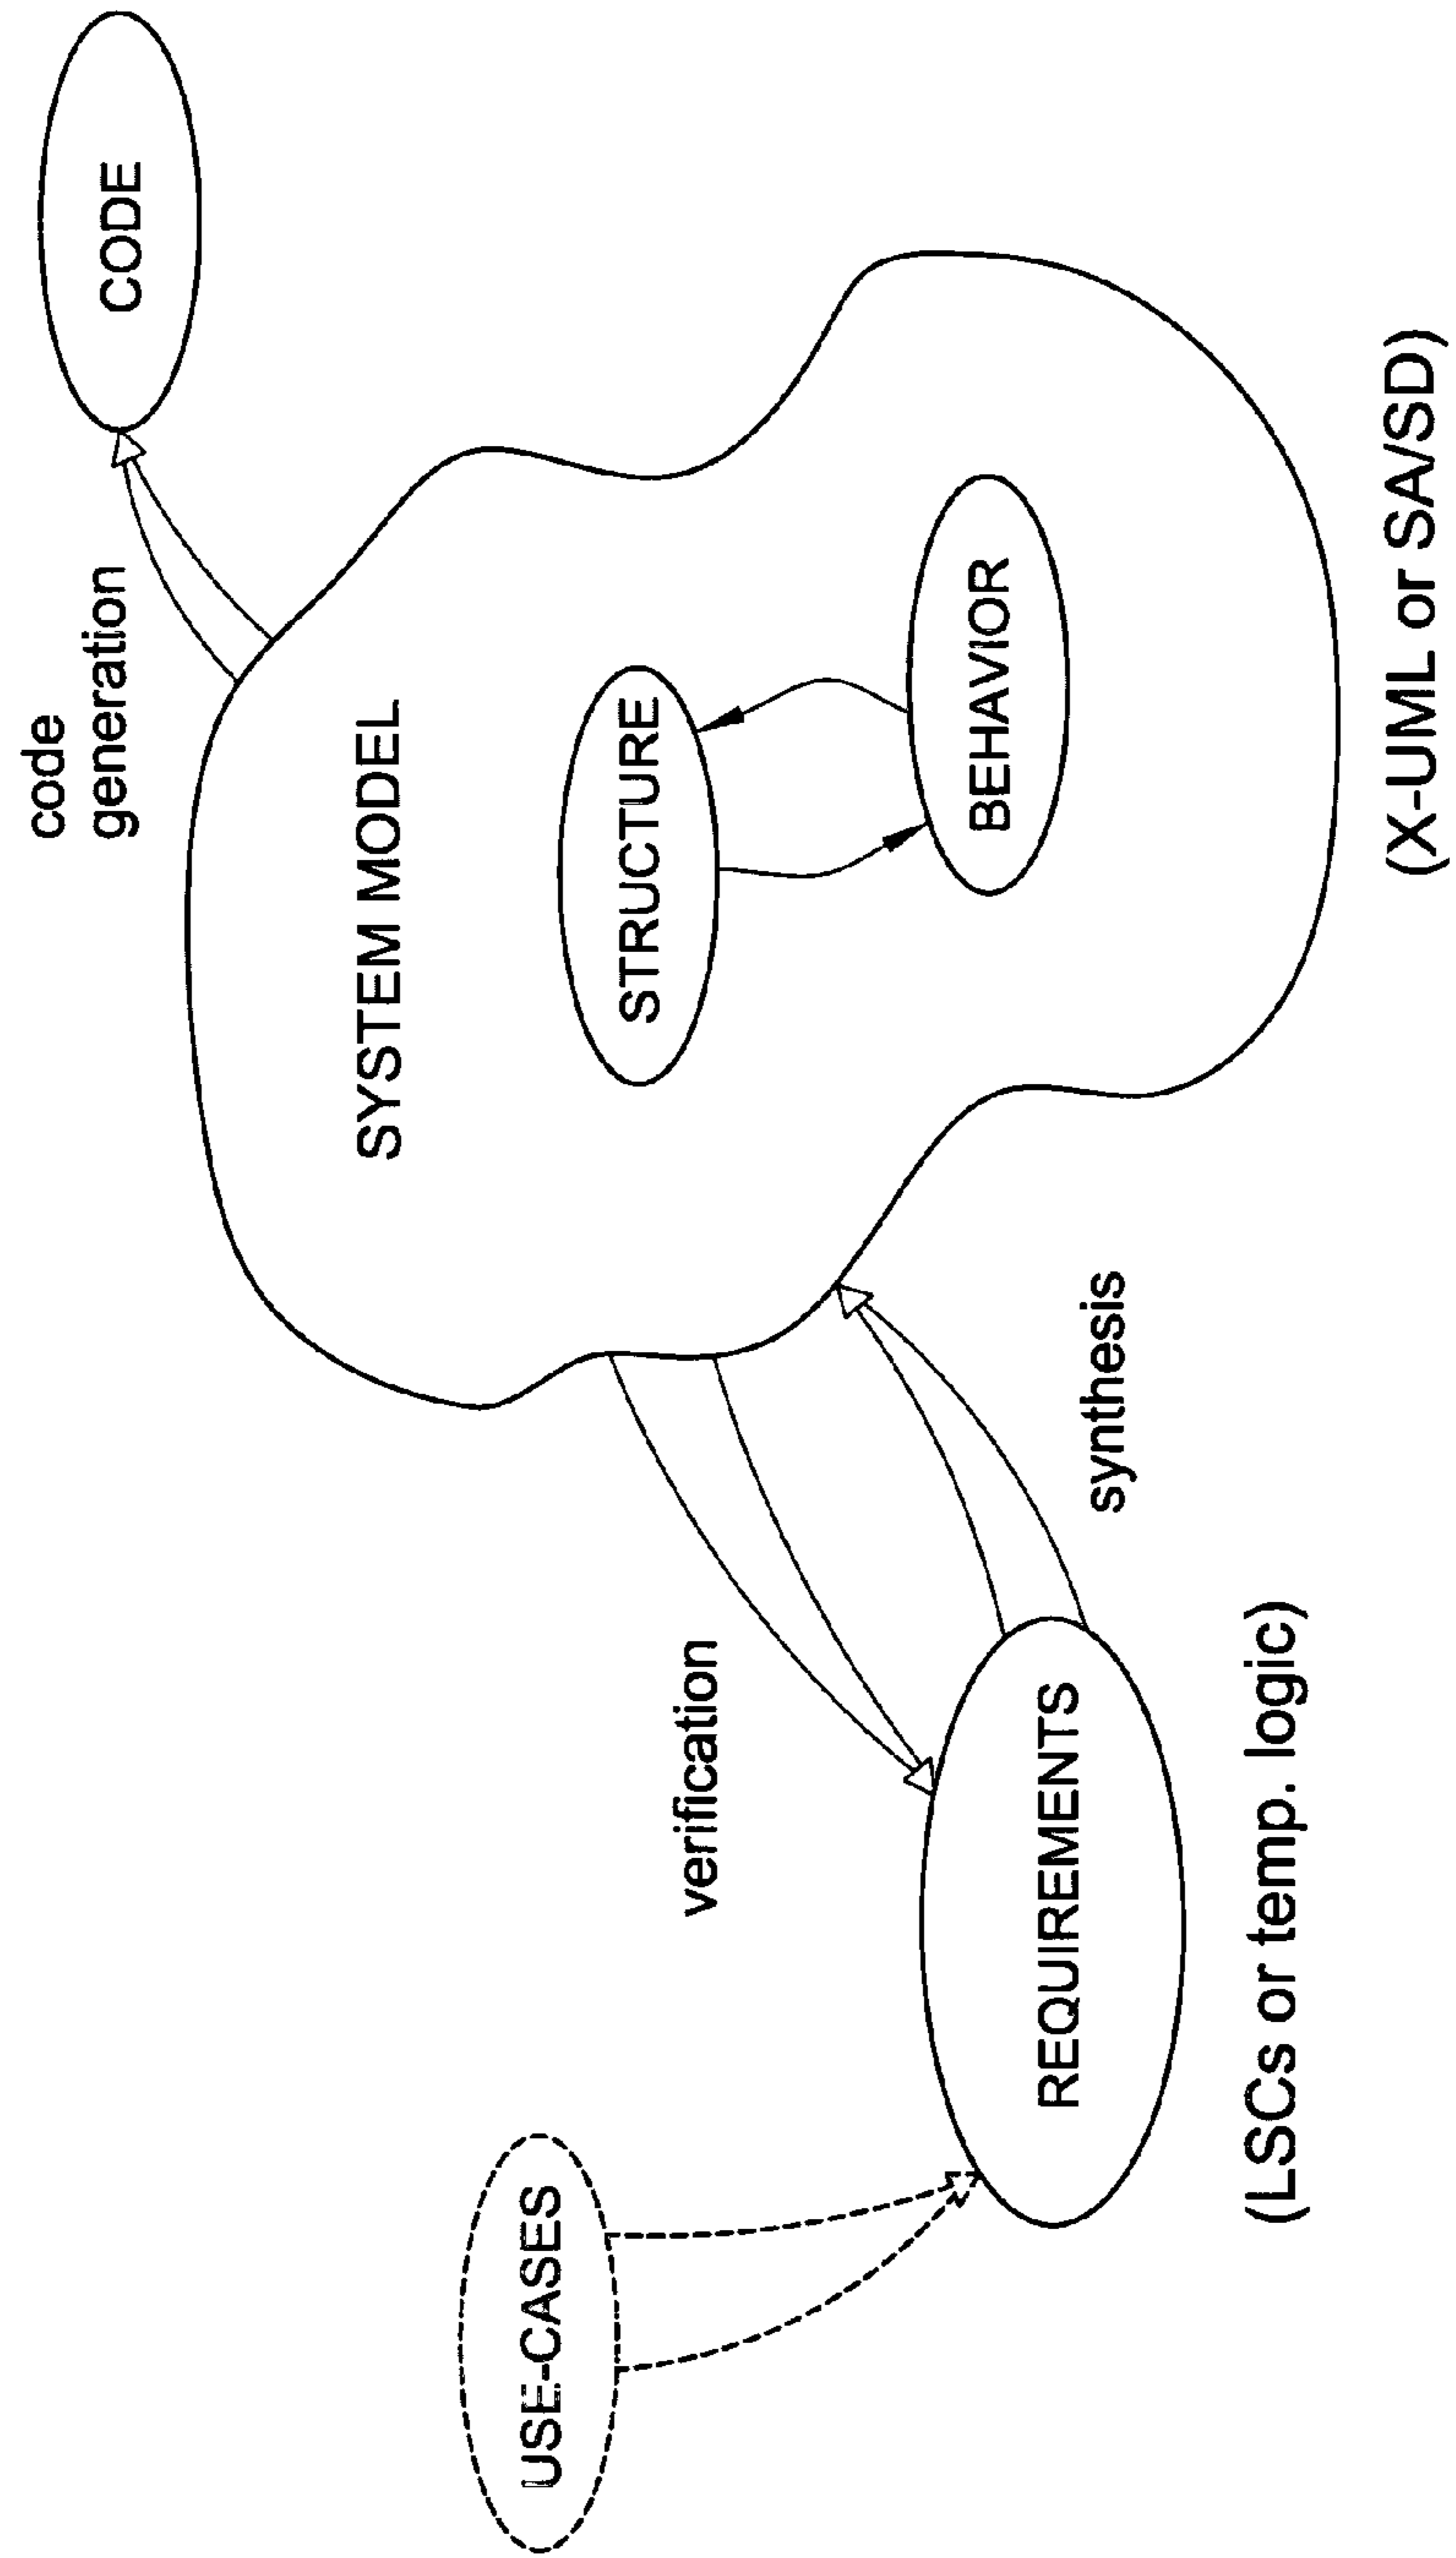 code
generation
CODE
SYSTEM MODEL
STRUCTURE
BEHAVIOR
(X-UML or SA/SD)
verification
synthesis
USE-CASES
REQUIREMENTS
(LSCs or temp. logic)